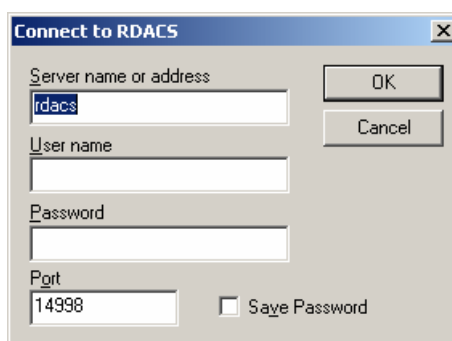 Connect to RDACS
Server name or address
OK
rdacs
Cancel
User name
Password
Port
14998
Save Password